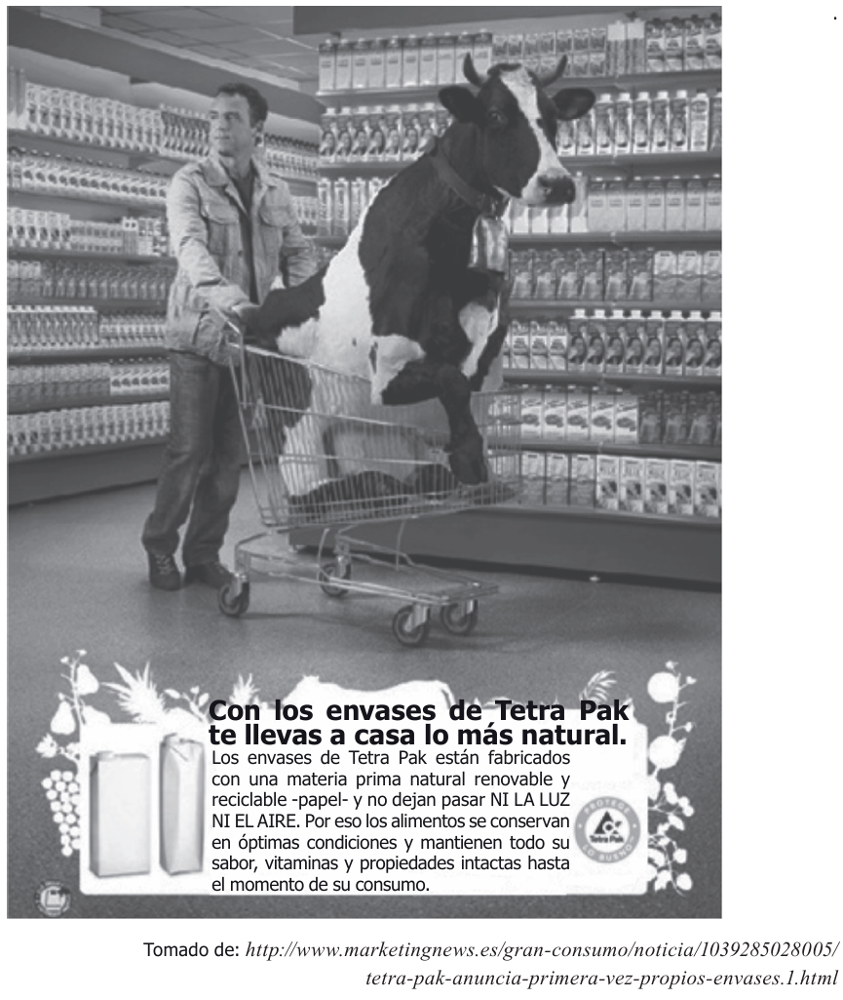 .
Con los envases de Tetra Pak
te llevas a casa lo más natural.
Los envases de Tetra Pak están fabricados
con una materia prima natural renovable y
reciclable -papel- y no dejan pasar NI LA LUZ
NI EL AIRE. Por eso los alimentos se conservan
en óptimas condiciones y mantienen todo su
sabor, vitaminas y propiedades intactas hasta
el momento de su consumo.
PROTEGE
Tetra Pak
LO BUENO
Tomado de: http://www.marketingnews.es/gran-consumo/noticia/1039285028005/
tetra-pak-anuncia-primera-vez-propios-envases.1.html